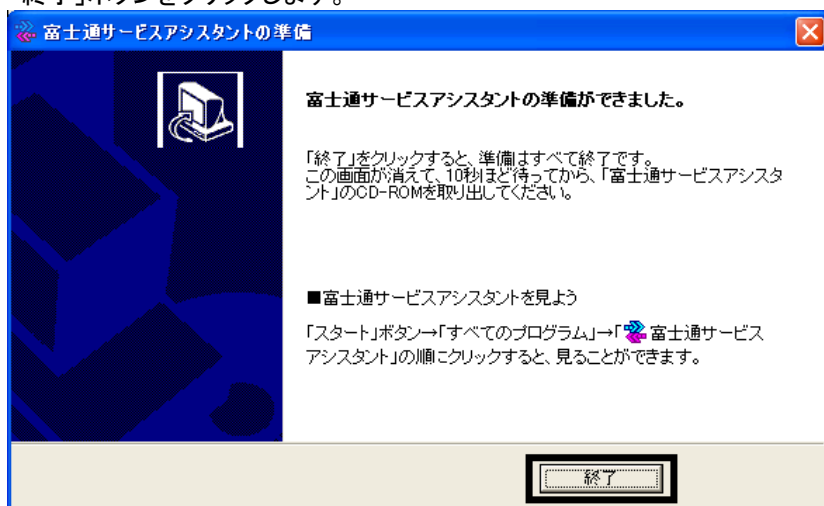 終了」ボタンをクリックします。
富士通サービスアシスタントの準備
富士通サービスアシスタントの準備ができました。
「終了」をクリックすると、準備はすべて終了です。
この画面が消えて、10秒ほど待ってから、「富士通サービスアシスタ
ント」のCD-ROMを取り出してください。
■富士通サービスアシスタントを見よう
「スタート」ボタン→「すべてのプログラム」→「富士通サービス
アシスタント」の順にクリックすると、見ることができます。
終了